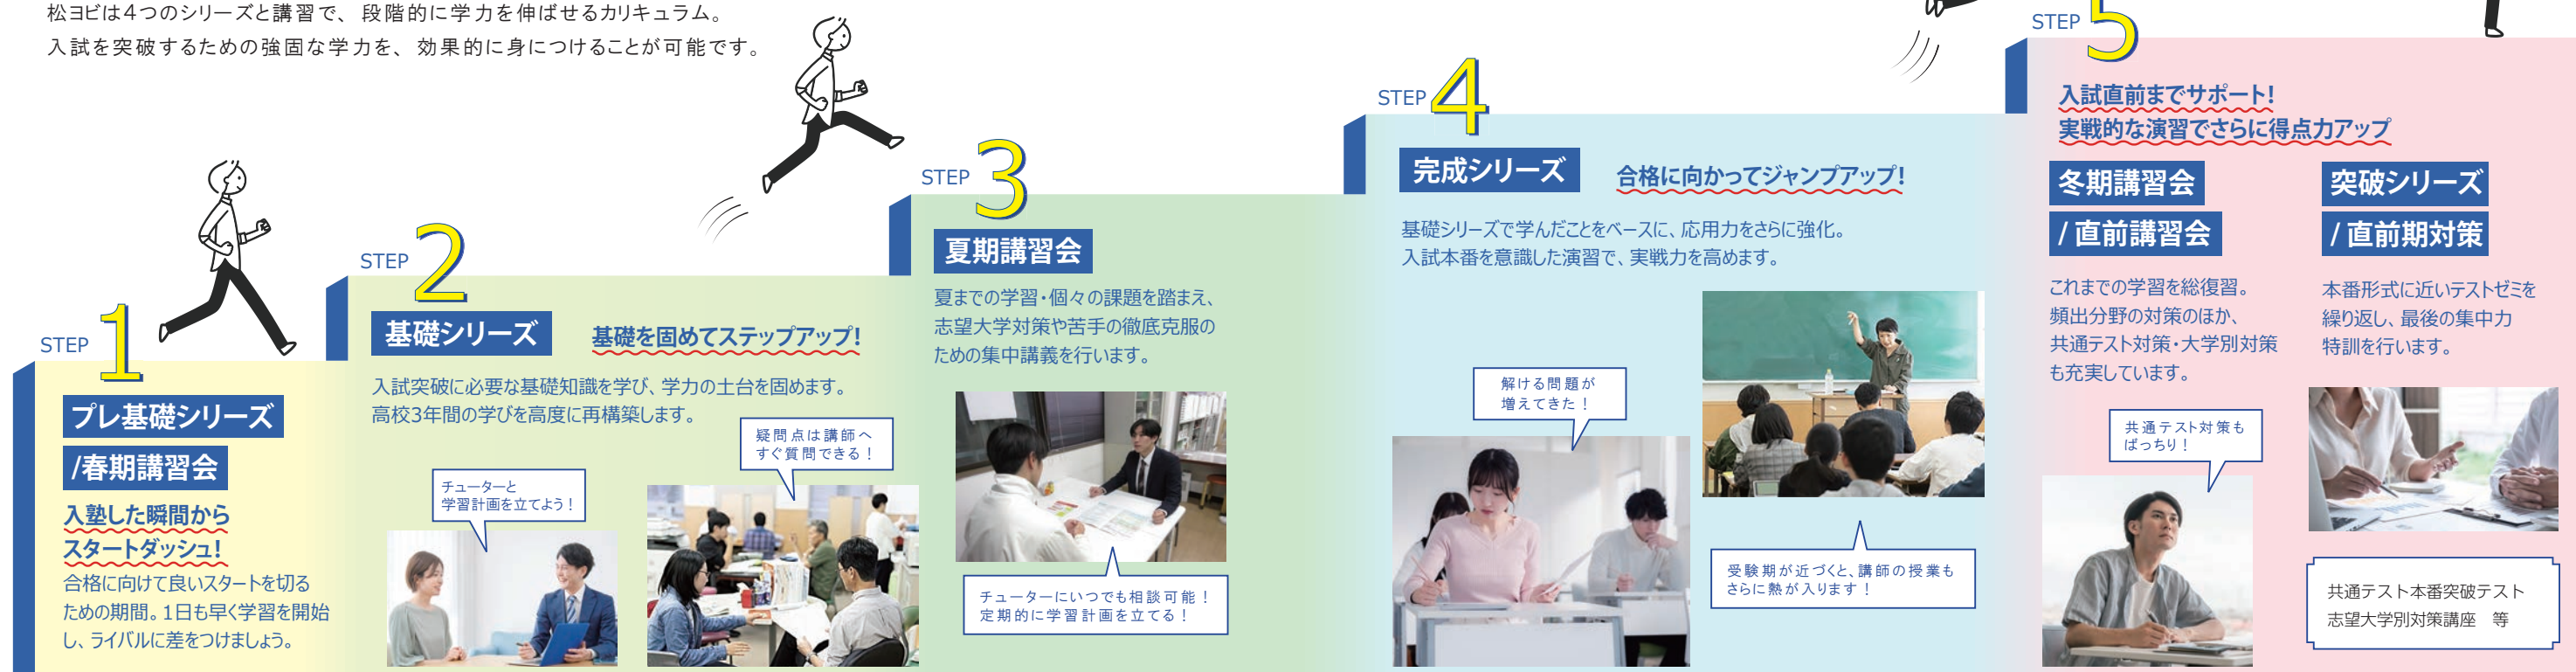 松ヨビは4つのシリーズと講習で、段階的に学力を伸ばせるカリキュラム。
入試を突破するための強固な学力を、効果的に身につけることが可能です。
STEP 1
プレ基礎シリーズ
/春期講習会
入塾した瞬間から
スタートダッシュ!
合格に向けて良いスタートを切る
ための期間。1日も早く学習を開始
し、ライバルに差をつけましょう。
STEP 2
基礎シリーズ
基礎を固めてステップアップ!
入試突破に必要な基礎知識を学び、学力の土台を固めます。
高校3年間の学びを高度に再構築します。
チューターと
学習計画を立てよう!
疑問点は講師へ
すぐ質問できる!
STEP 3
夏期講習会
夏までの学習・個々の課題を踏まえ、
志望大学対策や苦手の徹底克服の
ための集中講義を行います。
チューターにいつでも相談可能!
定期的に学習計画を立てる!
STEP 4
完成シリーズ
合格に向かってジャンプアップ!
基礎シリーズで学んだことをベースに、応用力をさらに強化。
入試本番を意識した演習で、実戦力を高めます。
解ける問題が
増えてきた!
受験期が近づくと、講師の授業も
さらに熱が入ります!
STEP 5
入試直前までサポート!
実戦的な演習でさらに得点力アップ
冬期講習会
/直前講習会
これまでの学習を総復習。
頻出分野の対策のほか、
共通テスト対策・大学別対策
も充実しています。
共通テスト対策も
ばっちり!
突破シリーズ
/直前期対策
本番形式に近いテストゼミを
繰り返し、最後の集中力
特訓を行います。
共通テスト本番突破テスト
志望大学別対策講座　等